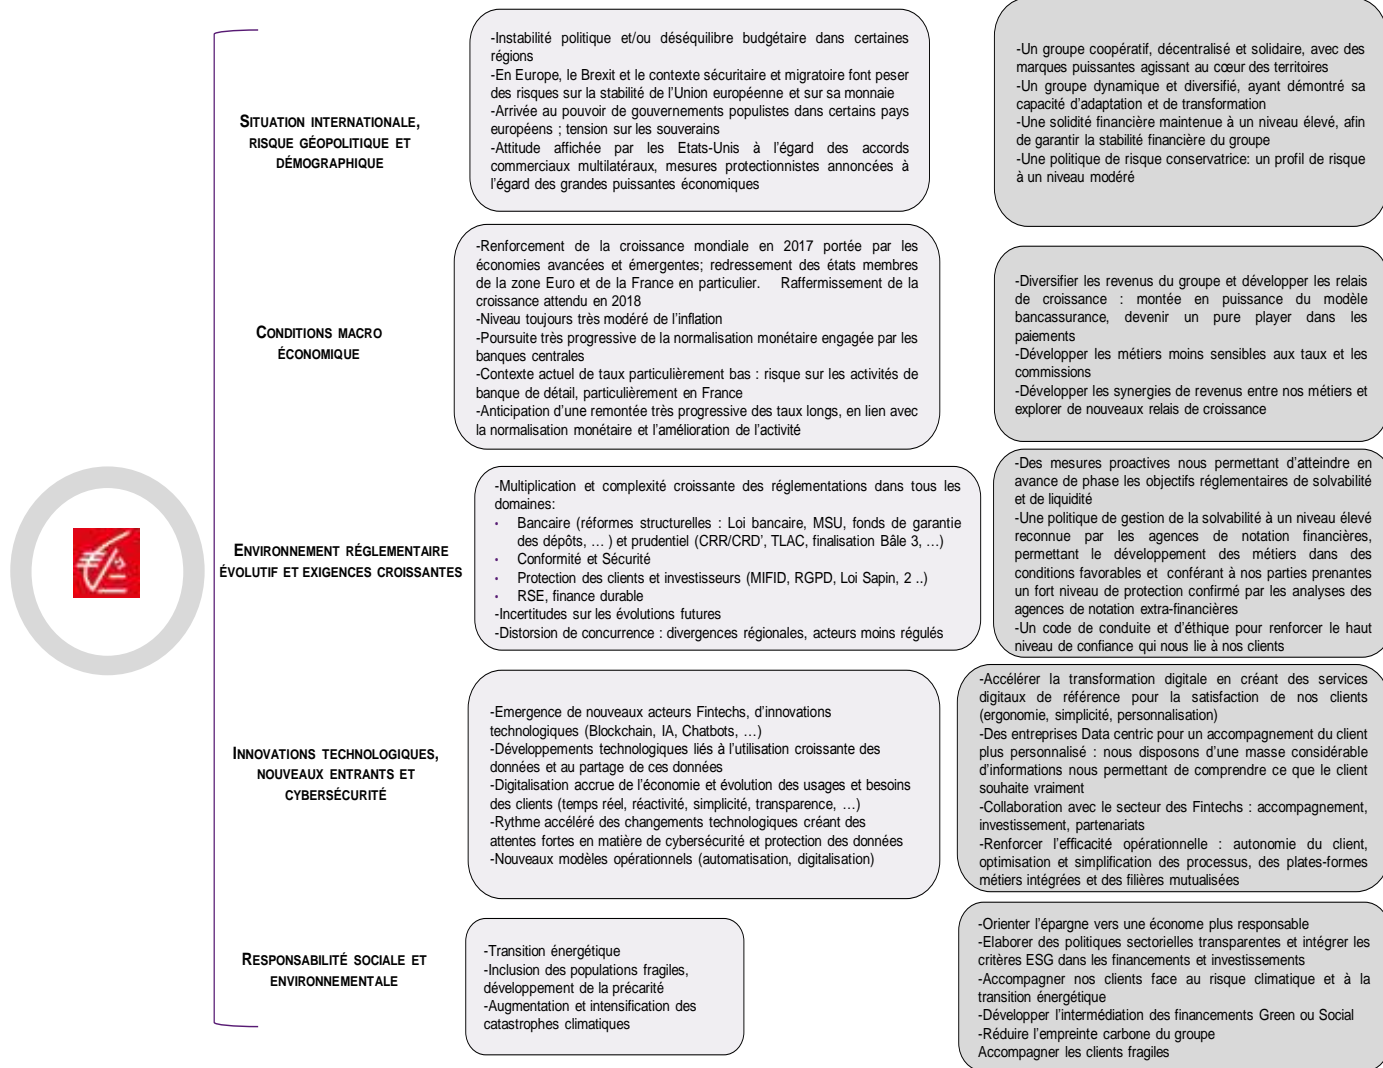 SITUATION INTERNATIONALE,
RISQUE GÉOPOLITIQUE ET
DÉMOGRAPHIQUE
-Instabilité politique et/ou déséquilibre budgétaire dans certaines
régions
-En Europe, le Brexit et le contexte sécuritaire et migratoire font peser
des risques sur la stabilité de l'Union européenne et sur sa monnaie
-Arrivée au pouvoir de gouvernements populistes dans certains pays
européens ; tension sur les souverains
-Attitude affichée par les Etats-Unis à l'égard des accords
commerciaux multilatéraux, mesures protectionnistes annoncées à
l'égard des grandes puissantes économiques
-Un groupe coopératif, décentralisé et solidaire, avec des
marques puissantes agissant au cœur des territoires
-Un groupe dynamique et diversifié, ayant démontré sa
capacité d'adaptation et de transformation
-Une solidité financière maintenue à un niveau élevé, afin
de garantir la stabilité financière du groupe
-Une politique de risque conservatrice: un profil de risque
à un niveau modéré
CONDITIONS MACRO
ÉCONOMIQUE
-Renforcement de la croissance mondiale en 2017 portée par les
économies avancées et émergentes; redressement des états membres
de la zone Euro et de la France en particulier. Raffermissement de la
croissance attendu en 2018
-Niveau toujours très modéré de l'inflation
-Poursuite très progressive de la normalisation monétaire engagée par les
banques centrales
-Contexte actuel de taux particulièrement bas : risque sur les activités de
banque de détail, particulièrement en France
-Anticipation d'une remontée très progressive des taux longs, en lien avec
la normalisation monétaire et l'amélioration de l'activité
-Diversifier les revenus du groupe et développer les relais
de croissance : montée en puissance du modèle
bancassurance, devenir un pure player dans les
paiements
-Développer les métiers moins sensibles aux taux et les
commissions
-Développer les synergies de revenus entre nos métiers et
explorer de nouveaux relais de croissance
ENVIRONNEMENT RÉGLEMENTAIRE
ÉVOLUTIF ET EXIGENCES CROISSANTES
-Multiplication et complexité croissante des réglementations dans tous les
domaines:
• Bancaire (réformes structurelles : Loi bancaire, MSU, fonds de garantie
des dépôts, … ) et prudentiel (CRR/CRD', TLAC, finalisation Bâle 3, …)
• Conformité et Sécurité
• Protection des clients et investisseurs (MIFID, RGPD, Loi Sapin, 2 ..)
• RSE, finance durable
-Incertitudes sur les évolutions futures
-Distorsion de concurrence : divergences régionales, acteurs moins régulés
-Des mesures proactives nous permettant d'atteindre en
avance de phase les objectifs réglementaires de solvabilité
et de liquidité
-Une politique de gestion de la solvabilité à un niveau élevé
reconnue par les agences de notation financières,
permettant le développement des métiers dans des
conditions favorables et conférant à nos parties prenantes
un fort niveau de protection confirmé par les analyses des
agences de notation extra-financières
-Un code de conduite et d'éthique pour renforcer le haut
niveau de confiance qui nous lie à nos clients
INNOVATIONS TECHNOLOGIQUES,
NOUVEAUX ENTRANTS ET
CYBERSÉCURITÉ
-Emergence de nouveaux acteurs Fintechs, d'innovations
technologiques (Blockchain, IA, Chatbots, …)
-Développements technologiques liés à l'utilisation croissante des
données et au partage de ces données
-Digitalisation accrue de l'économie et évolution des usages et besoins
des clients (temps réel, réactivité, simplicité, transparence, …)
-Rythme accéléré des changements technologiques créant des
attentes fortes en matière de cybersécurité et protection des données
-Nouveaux modèles opérationnels (automatisation, digitalisation)
-Accélérer la transformation digitale en créant des services
digitaux de référence pour la satisfaction de nos clients
(ergonomie, simplicité, personnalisation)
-Des entreprises Data centric pour un accompagnement du client
plus personnalisé : nous disposons d'une masse considérable
d'informations nous permettant de comprendre ce que le client
souhaite vraiment
-Collaboration avec le secteur des Fintechs : accompagnement,
investissement, partenariats
-Renforcer l'efficacité opérationnelle : autonomie du client,
optimisation et simplification des processus, des plates-formes
métiers intégrées et des filières mutualisées
RESPONSABILITÉ SOCIALE ET
ENVIRONNEMENTALE
-Transition énergétique
-Inclusion des populations fragiles,
développement de la précarité
-Augmentation et intensification des
catastrophes climatiques
-Orienter l'épargne vers une économe plus responsable
-Elaborer des politiques sectorielles transparentes et intégrer les
critères ESG dans les financements et investissements
-Accompagner nos clients face au risque climatique et à la
transition énergétique
-Développer l'intermédiation des financements Green ou Social
-Réduire l'empreinte carbone du groupe
Accompagner les clients fragiles